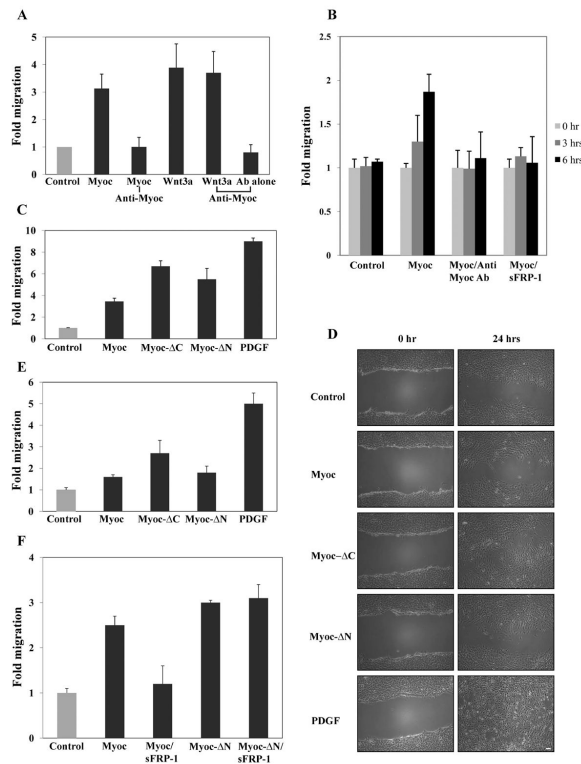 A
Fold migration
5
4
3
2
1
0
Control Myoc Myoc Wnt3a Wnt3a Ab alone
Anti-Myoc Anti-Myoc
B
Fold migration
2.5
2
1.5
1
0.5
0 hr
3 hrs
6 hrs
Control Myoc Myoc/Anti Myoc/
Myoc Ab sFRP-1
C
Fold migration
10
8
6
4
2
0
Control Myoc Myoc-ΔC Myoc-ΔN PDGF
D
0 hr 24 hrs
Control
Myoc
Myoc–ΔC
Myoc-ΔN
PDGF
E
Fold migration
6
5
4
3
2
1
0
Control Myoc Myoc-ΔC Myoc-ΔN PDGF
F
Fold migration
4
3
2
1
0
Control Myoc Myoc/ Myoc-ΔN Myoc-ΔN/
sFRP-1 sFRP-1